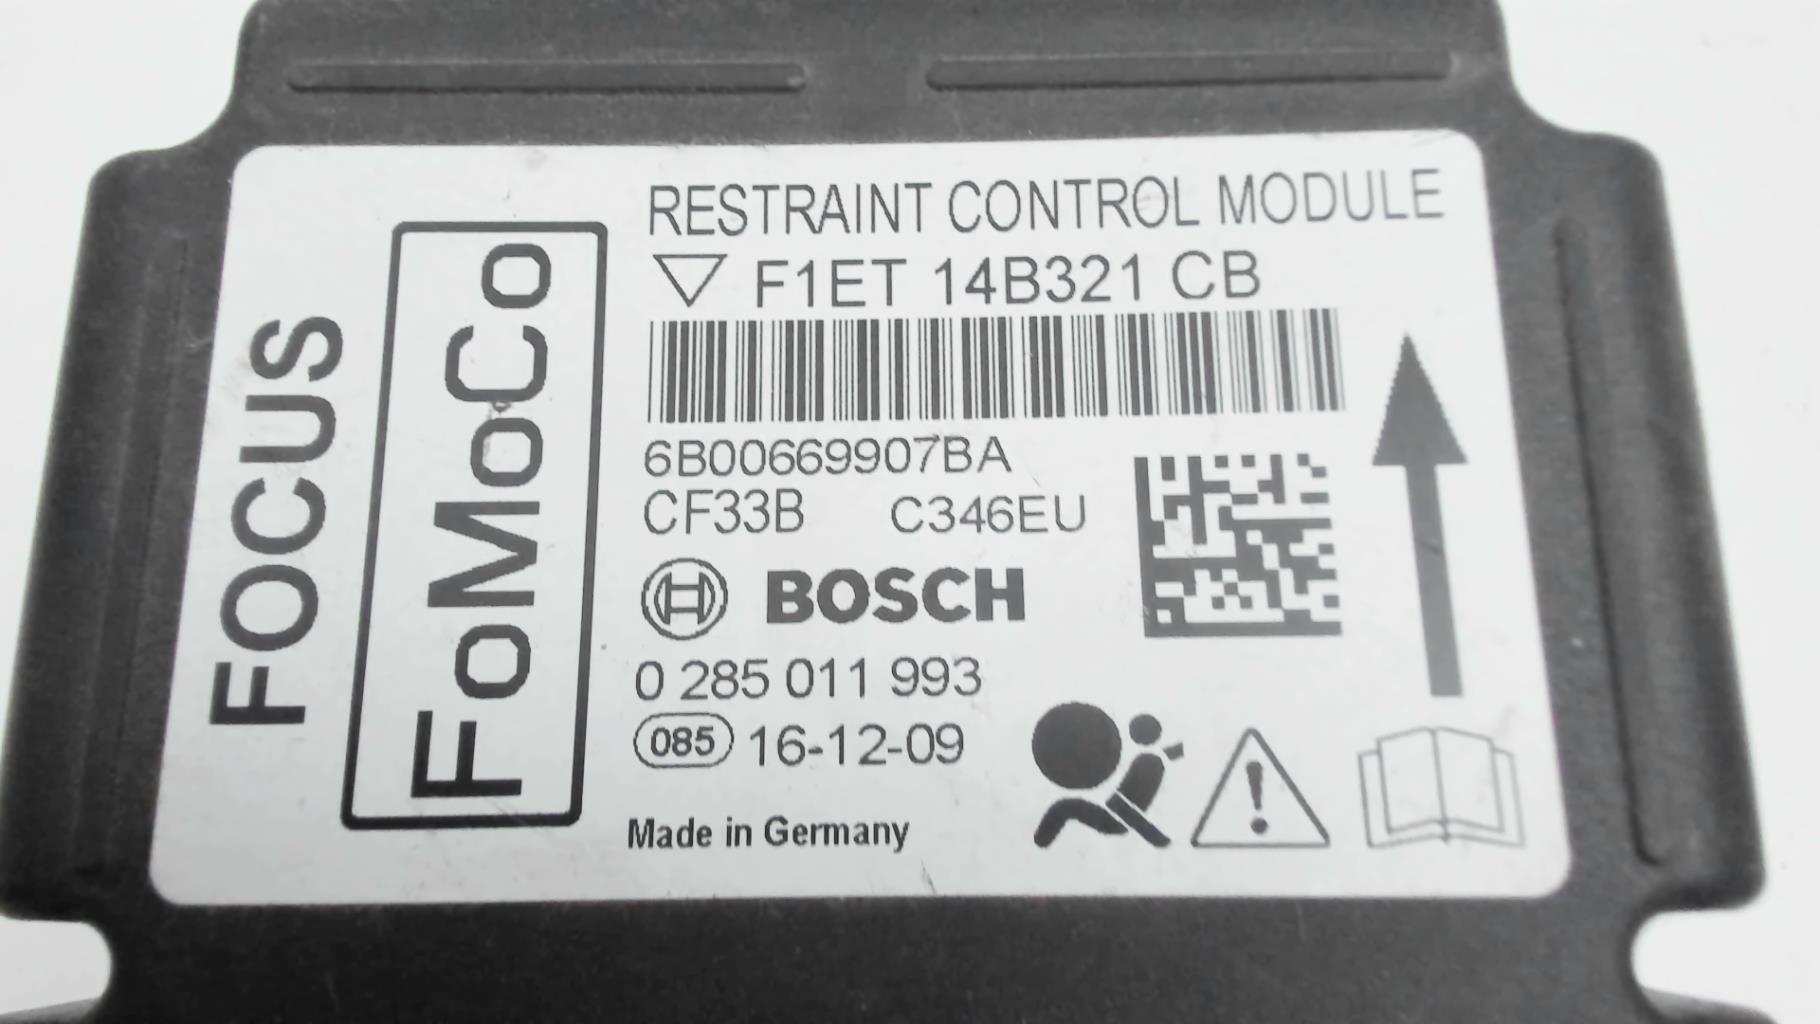 FOCUS
FoMoCo
RESTRAINT CONTROL MODULE
F1ET 14B321 CB
6B00669907BA
CF33B C346EU
BOSCH
0 285 011 993
085 16-12-09
Made in Germany